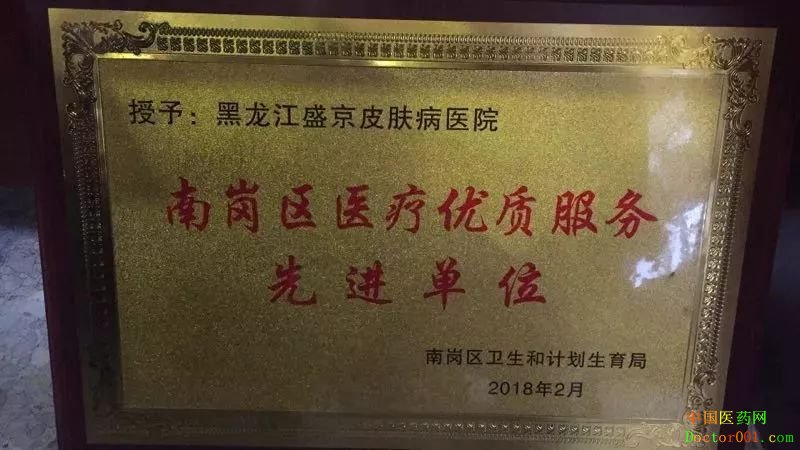 授予：黑龙江盛京皮肤病医院
南岗区医疗优质服务
先进单位
南岗区卫生和计划生育局
2018年2月
中国医药网
Doctor001.com